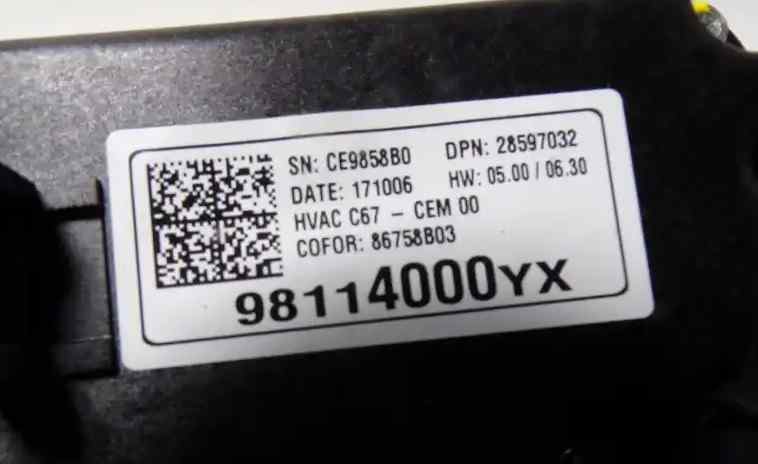 SN: CE9858B0 DPN: 28597032
DATE: 171006 HW: 05.00 / 06.30
HVAC C67 - CEM 00
COFOR: 86758B03
98114000YX